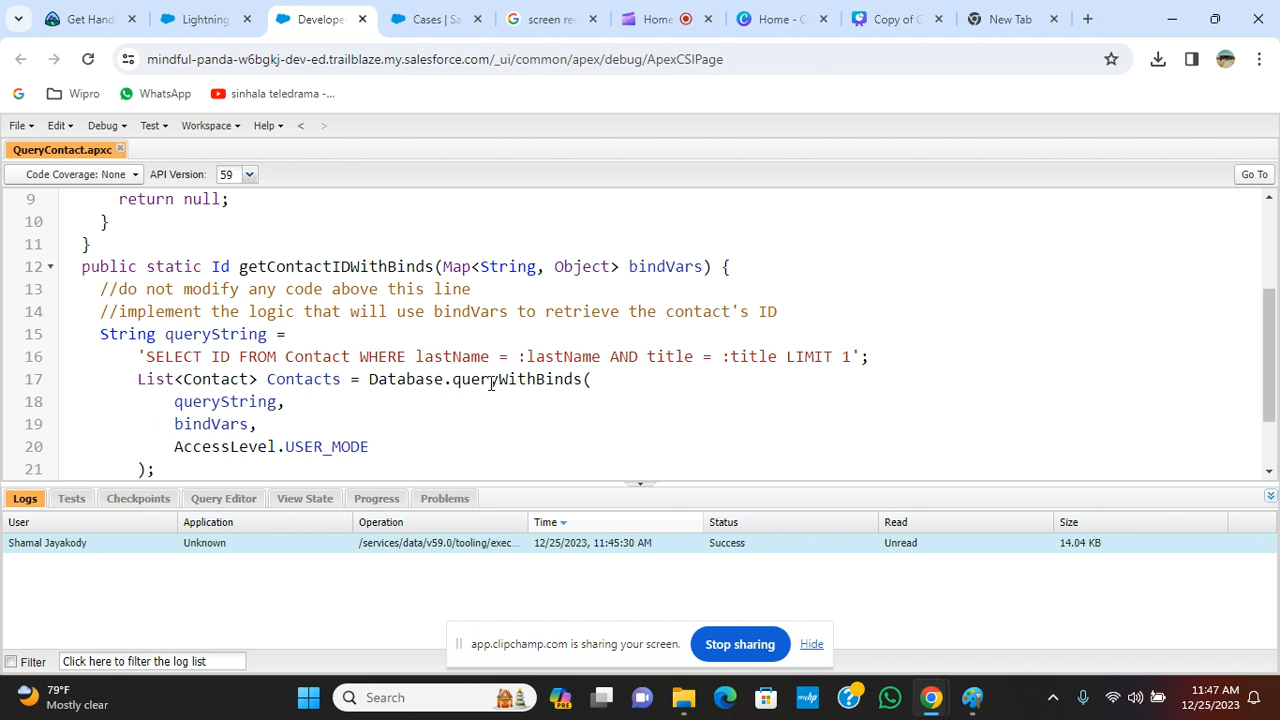 Get Hand
Lightning
Develope
Cases | Sa
screen re
Home
Home - C
Copy of G
New Tab
mindful-panda-w6bgkj-dev-ed.trailblaze.my.salesforce.com/_ui/common/apex/debug/ApexCSIPage
Wipro WhatsApp sinhala teledrama -...
File Edit Debug Test Workspace Help < >
QueryContact.apxc
Code Coverage: None API Version: 59 Go To
9 return null;
10 }
11 }
12 public static Id getContactIDWithBinds(Map<String, Object> bindVars) {
13 //do not modify any code above this line
14 //implement the logic that will use bindVars to retrieve the contact's ID
15 String queryString =
16 'SELECT ID FROM Contact WHERE lastName = :lastName AND title = :title LIMIT 1';
17 List<Contact> Contacts = Database.queryWithBinds(
18 queryString,
19 bindVars,
20 AccessLevel.USER_MODE
21 );
Logs Tests Checkpoints Query Editor View State Progress Problems
User Application Operation Time Status Read Size
Shamal Jayakody Unknown /services/data/v59.0/tooling/exec... 12/25/2023, 11:45:30 AM Success Unread 14.04 KB
app.clipchamp.com is sharing your screen. Stop sharing Hide
Filter Click here to filter the log list
79°F
Mostly clear
Search
11:47 AM
12/25/2023